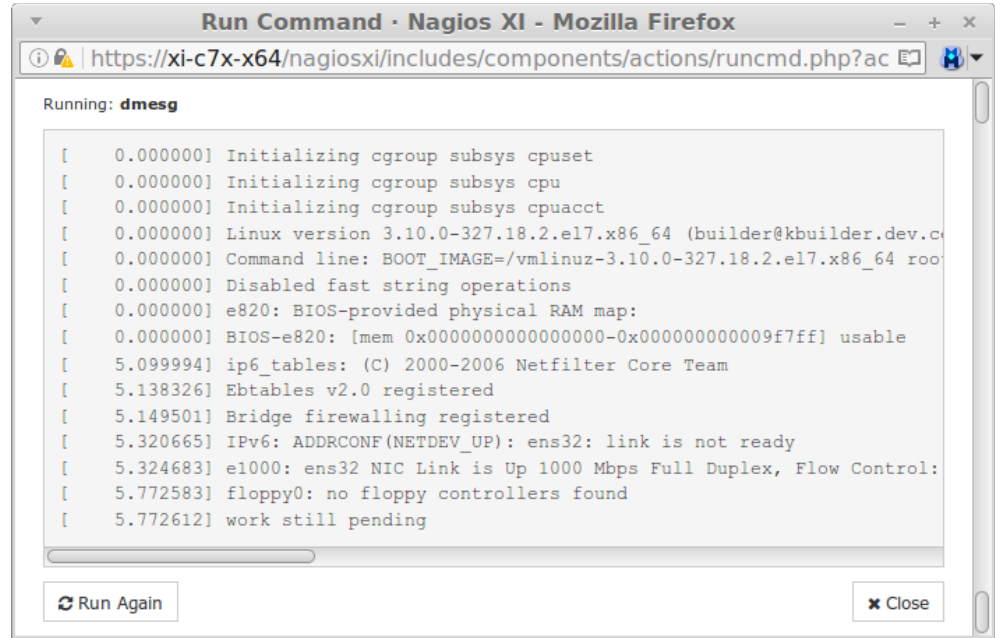 Run Command · Nagios XI - Mozilla Firefox
https://xi-c7x-x64/nagiosxi/includes/components/actions/runcmd.php?ac
Running: dmesg
[ 0.000000] Initializing cgroup subsys cpuset
[ 0.000000] Initializing cgroup subsys cpu
[ 0.000000] Initializing cgroup subsys cpuacct
[ 0.000000] Linux version 3.10.0-327.18.2.el7.x86_64 (builder@kbuilder.dev.ce
[ 0.000000] Command line: BOOT_IMAGE=/vmlinuz-3.10.0-327.18.2.el7.x86_64 roo
[ 0.000000] Disabled fast string operations
[ 0.000000] e820: BIOS-provided physical RAM map:
[ 0.000000] BIOS-e820: [mem 0x0000000000000000-0x000000000009f7ff] usable
[ 5.099994] ip6_tables: (C) 2000-2006 Netfilter Core Team
[ 5.138326] Ebtables v2.0 registered
[ 5.149501] Bridge firewalling registered
[ 5.320665] IPv6: ADDRCONF(NETDEV_UP): ens32: link is not ready
[ 5.324683] e1000: ens32 NIC Link is Up 1000 Mbps Full Duplex, Flow Control:
[ 5.772583] floppy0: no floppy controllers found
[ 5.772612] work still pending
Run Again
Close